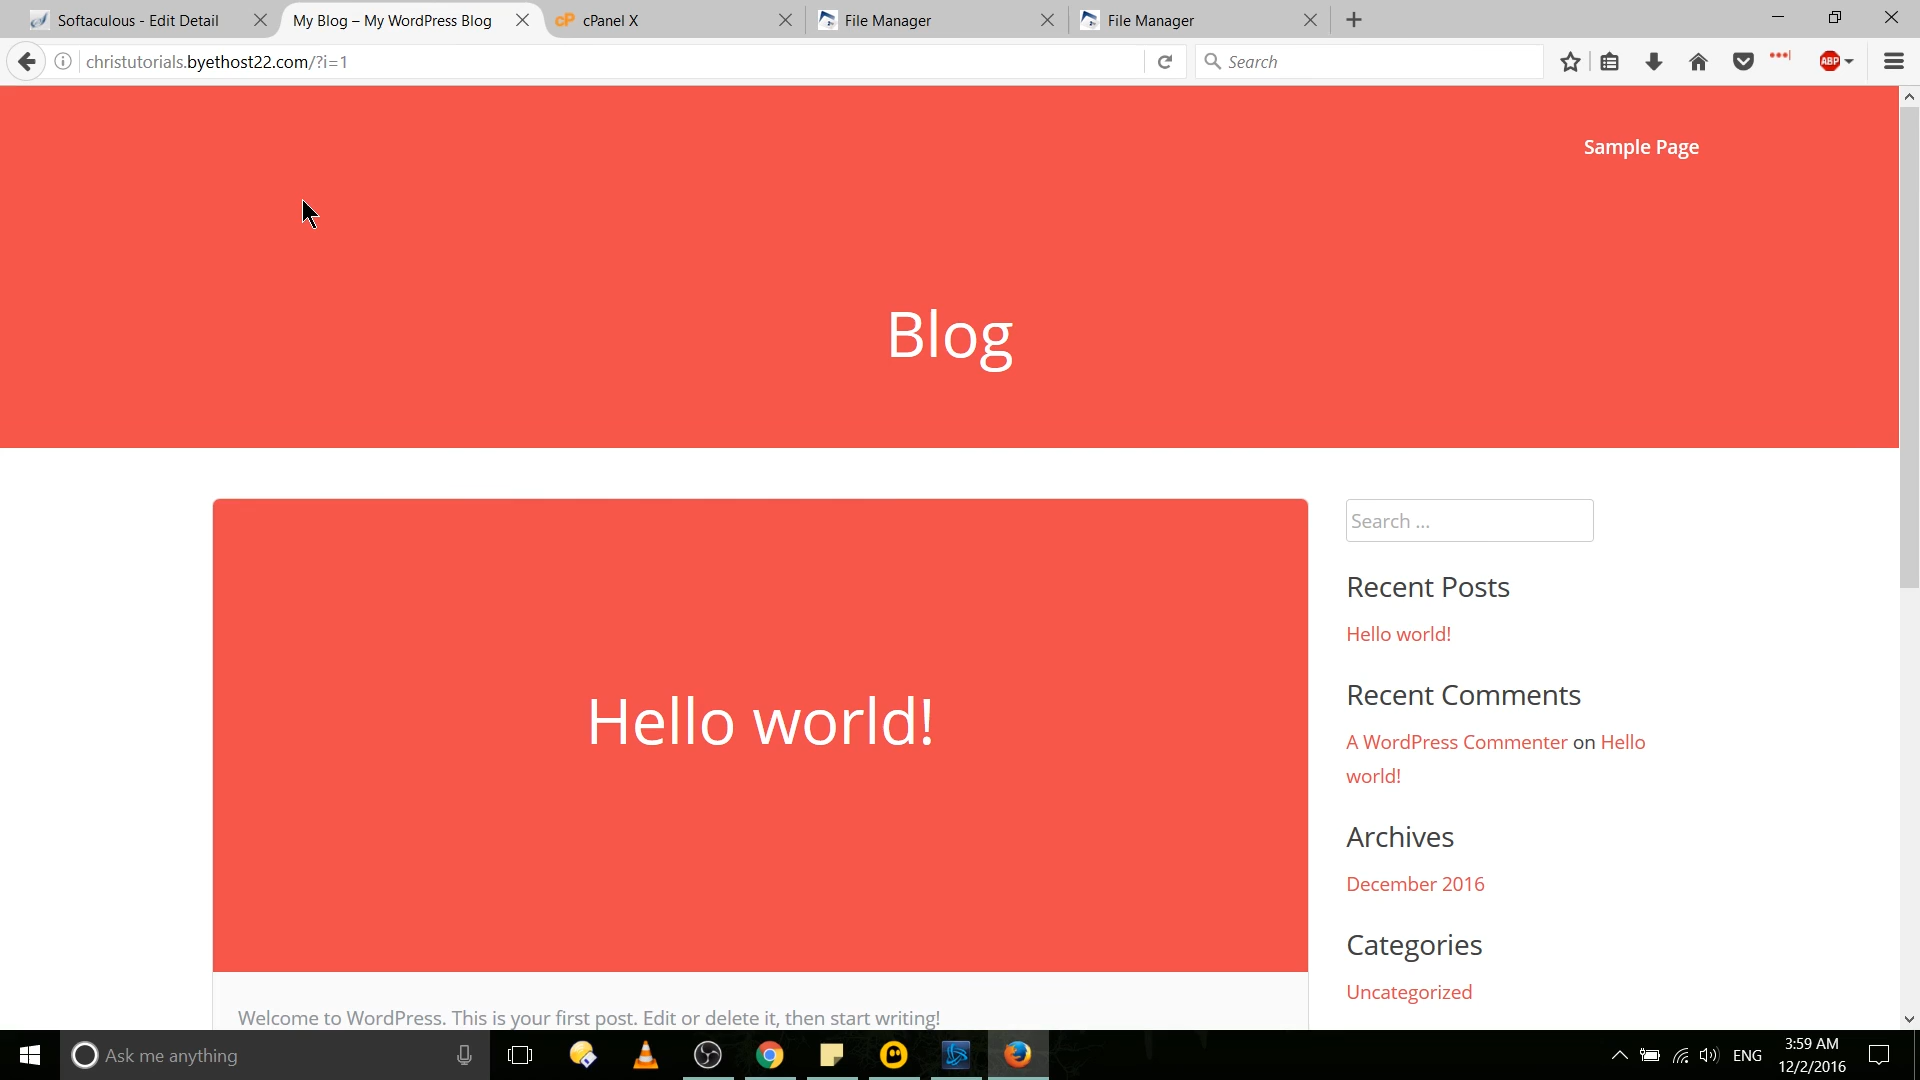 Softaculous - Edit Detail
My Blog – My WordPress Blog
cP cPanel X
File Manager
File Manager
christutorials.byethost22.com/?i=1
Search
ABP
Sample Page
Blog
Hello world!
Welcome to WordPress. This is your first post. Edit or delete it, then start writing!
Search ...
Recent Posts
Hello world!
Recent Comments
A WordPress Commenter on Hello
world!
Archives
December 2016
Categories
Uncategorized
Ask me anything
ENG
3:59 AM
12/2/2016